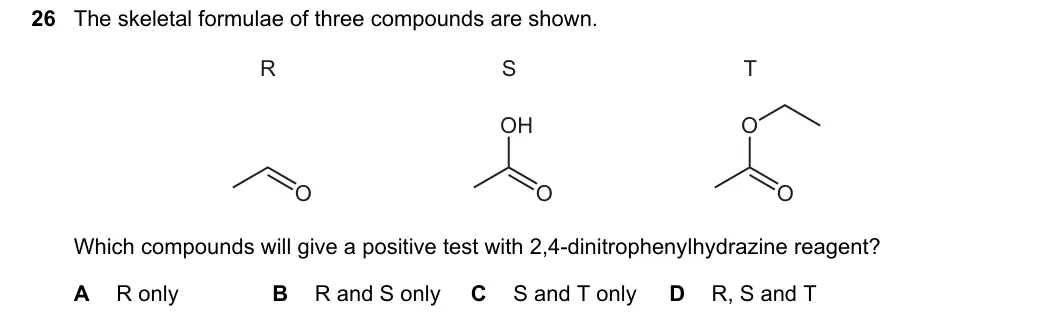 26 The skeletal formulae of three compounds are shown.
R S T
OH O
O O O
Which compounds will give a positive test with 2,4-dinitrophenylhydrazine reagent?
A R only B R and S only C S and T only D R, S and T